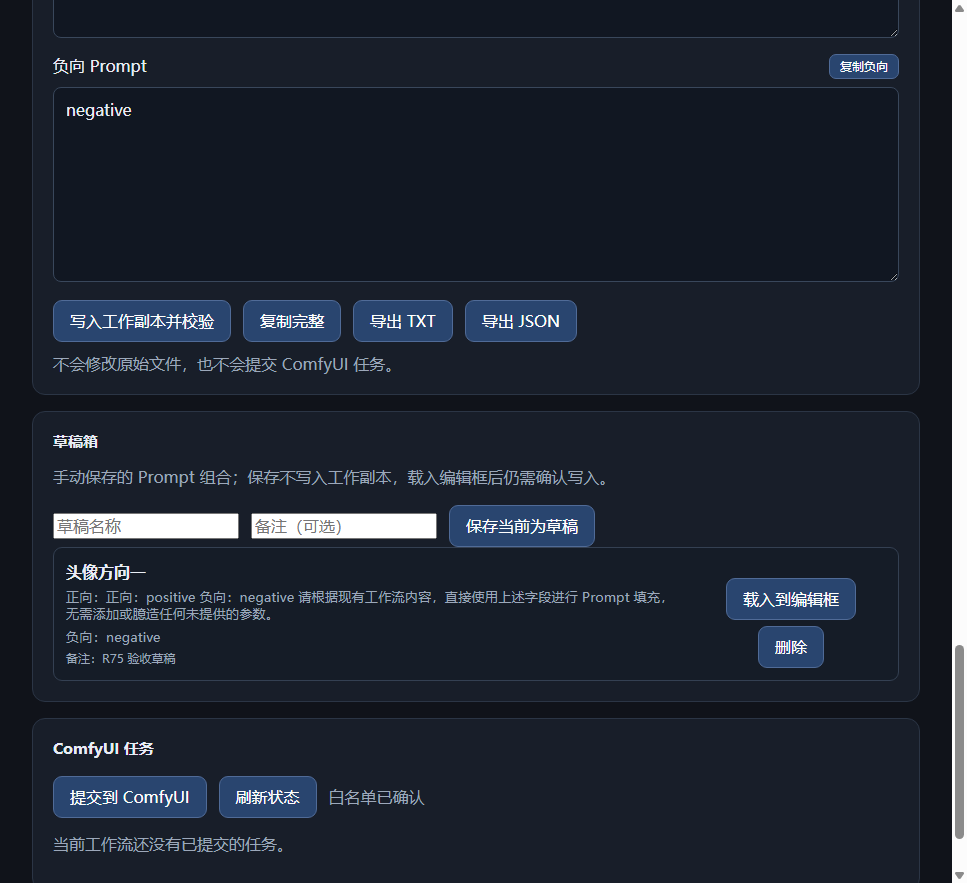 负向 Prompt
复制负向
negative
写入工作副本并校验
复制完整
导出 TXT
导出 JSON
不会修改原始文件，也不会提交 ComfyUI 任务。
草稿箱
手动保存的 Prompt 组合；保存不写入工作副本，载入编辑框后仍需确认写入。
草稿名称
备注（可选）
保存当前为草稿
头像方向一
正向：正向：positive 负向：negative 请根据现有工作流内容，直接使用上述字段进行 Prompt 填充，
无需添加或臆造任何未提供的参数。
负向：negative
备注：R75 验收草稿
载入到编辑框
删除
ComfyUI 任务
提交到 ComfyUI
刷新状态
白名单已确认
当前工作流还没有已提交的任务。